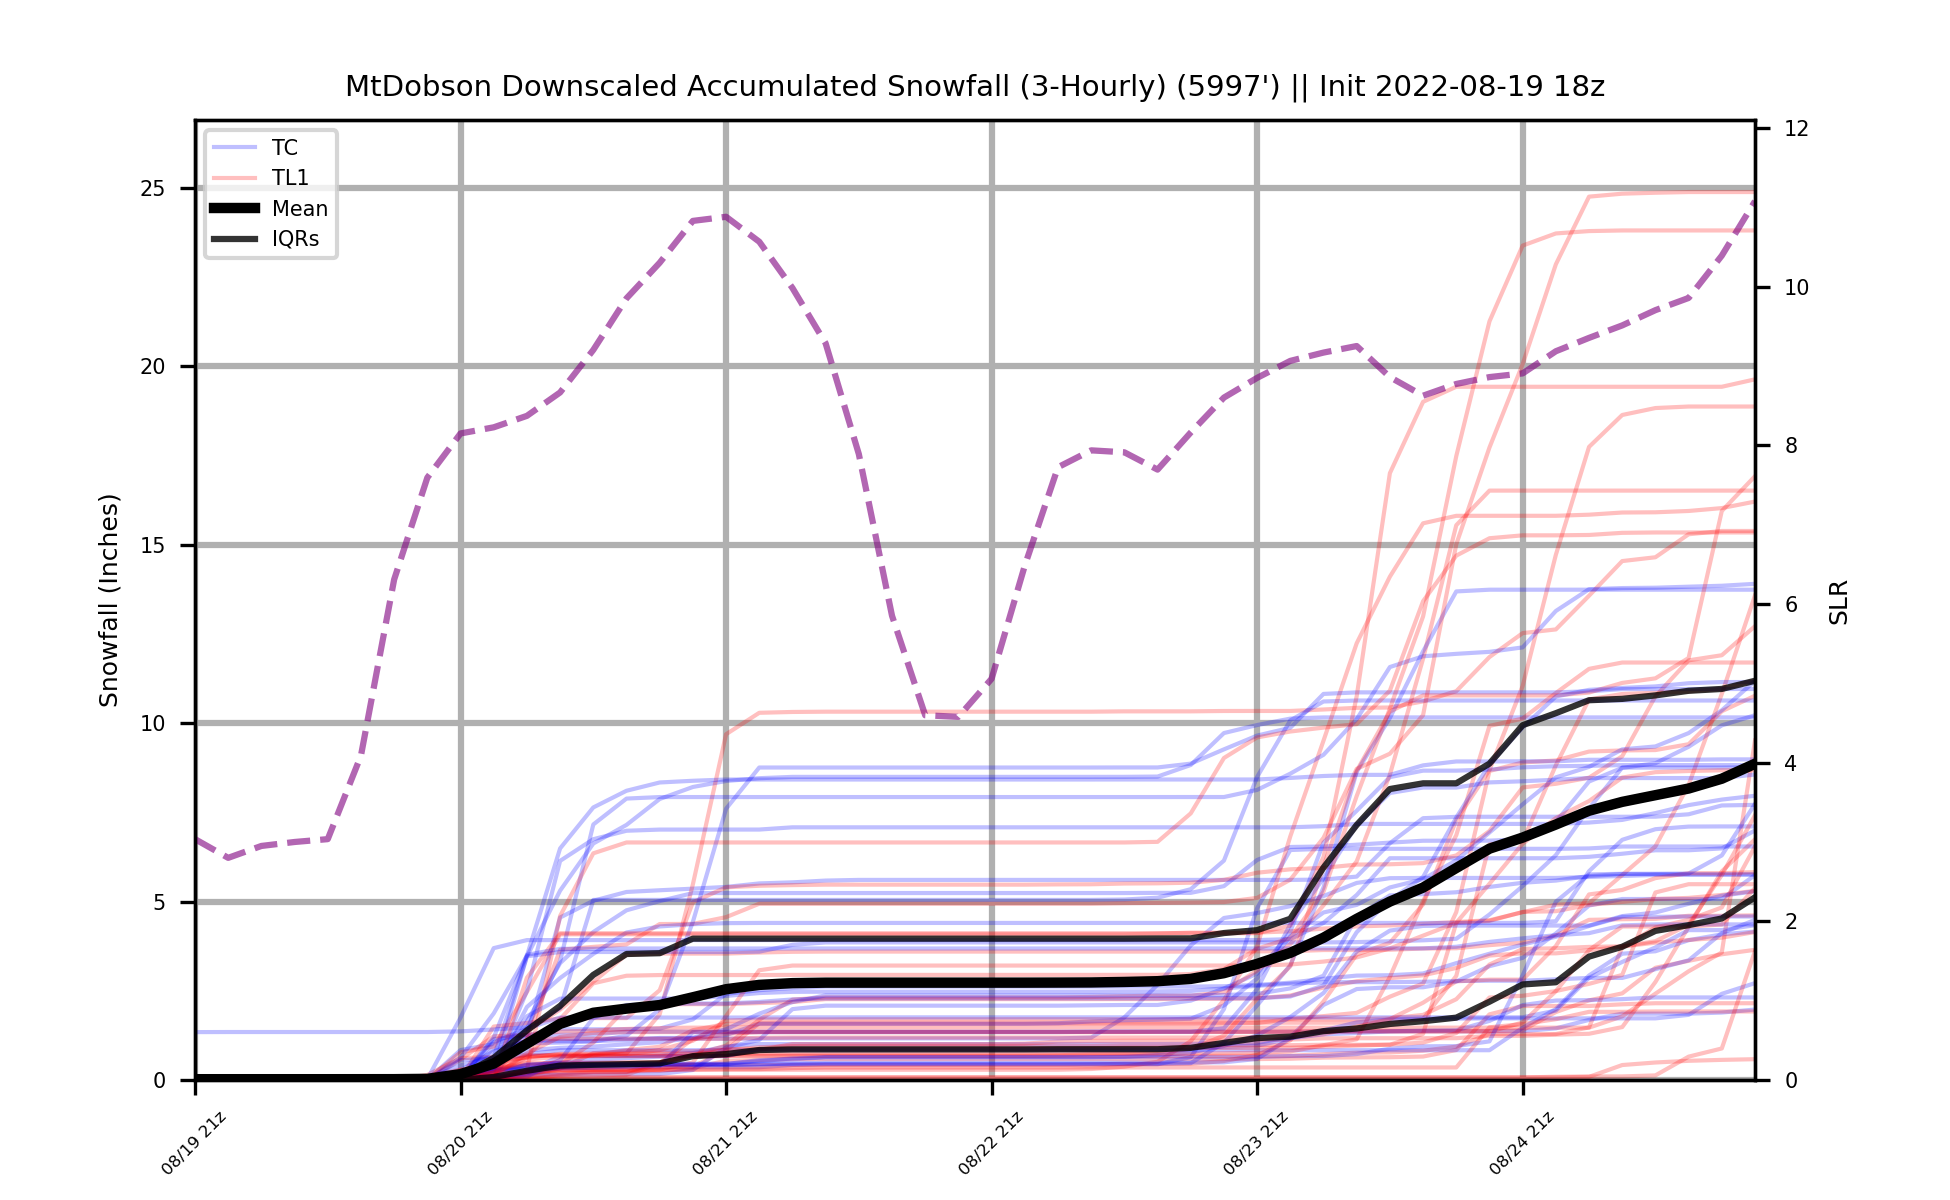 MtDobson Downscaled Accumulated Snowfall (3-Hourly) (5997') || Init 2022-08-19 18z
TC
TL1
Mean
IQRs
Snowfall (Inches)
25
20
15
10
5
0
SLR
12
10
8
6
4
2
0
08/19 21z
08/20 21z
08/21 21z
08/22 21z
08/23 21z
08/24 21z